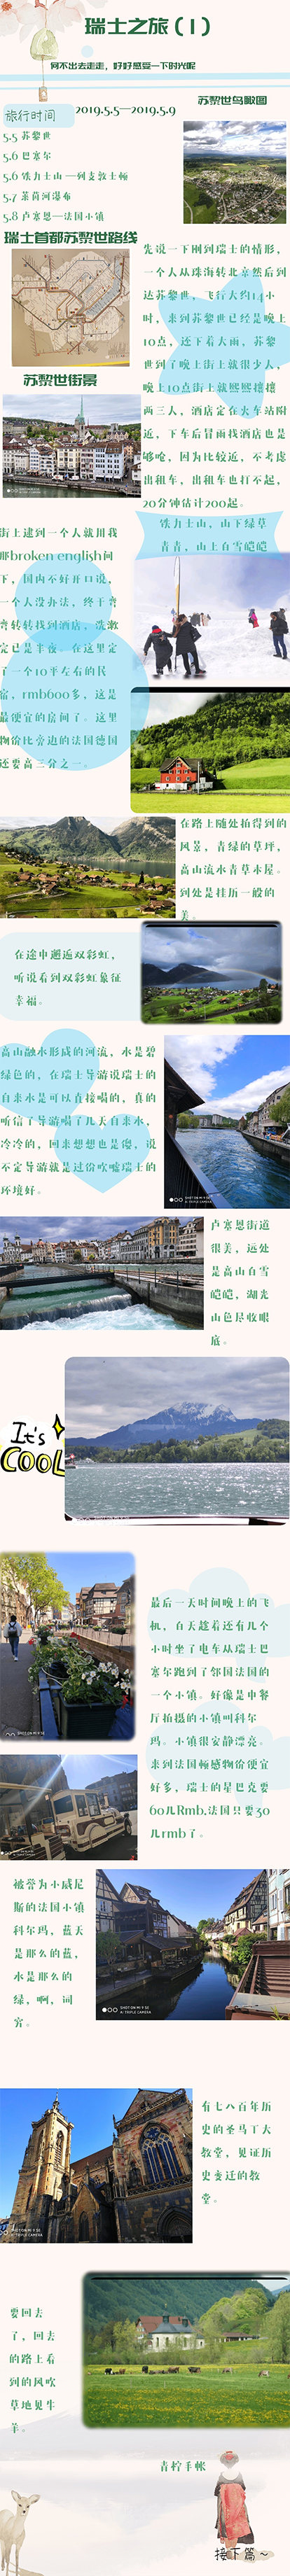 瑞士之旅（1）
何不出去走走，好好感受一下时光呢
苏黎世鸟瞰图
旅行时间
2019.5.5—2019.5.9
5.5 苏黎世
5.6 巴塞尔
5.6 铁力士山—列支敦士顿
5.7 莱茵河瀑布
5.8 卢塞恩—法国小镇
瑞士首都苏黎世路线
苏黎世街景
先说一下刚到瑞士的情形，
一个人从珠海转北京然后到
达苏黎世，飞行大约14小
时，来到苏黎世已经是晚上
10点，还下着大雨，苏黎
世到了晚上街上就很少人，
晚上10点街上就熙熙攘攘
两三人，酒店定在火车站附
近，下车后冒雨找酒店也是
够呛，因为比较近，不考虑
出租车，出租车也打不起，
20分钟估计200起。
街上逮到一个人就用我
那broken english问
下，国内不好开口说，
一个人没办法，终于弯
弯转转找到酒店，洗漱
完已是半夜。在这里定
了一个10平左右的民
宿，rmb600多，这是
最便宜的房间了。这里
物价比旁边的法国德国
还要高三分之一。
铁力士山，山下绿草
青青，山上白雪皑皑
在路上随处拍得到的
风景，青绿的草坪，
高山流水青草木屋。
到处是挂历一般的
美。
在途中邂逅双彩虹，
听说看到双彩虹象征
幸福。
高山融水形成的河流，水是碧
绿色的，在瑞士导游说瑞士的
自来水是可以直接喝的，真的
听信了导游喝了几天自来水，
冷冷的，回来想想也是傻，说
不定导游就是过份吹嘘瑞士的
环境好。
卢塞恩街道
很美，远处
是高山白雪
皑皑，湖光
山色尽收眼
底。
It's
COOL
最后一天时间晚上的飞
机，白天趁着还有几个
小时坐了电车从瑞士巴
塞尔跑到了邻国法国的
一个小镇。好像是中餐
厅拍摄的小镇叫科尔
玛。小镇很安静漂亮。
来到法国顿感物价便宜
好多，瑞士的星巴克要
60几Rmb,法国只要30
几rmb了。
被誉为小威尼
斯的法国小镇
科尔玛，蓝天
是那么的蓝，
水是那么的
绿，啊，词
穷。
SHOT ON MI 9 SE
AI TRIPLE CAMERA
有七八百年历
史的圣马丁大
教堂，见证历
史变迁的教
堂。
SHOT ON MI 9 SE
AI TRIPLE CAMERA
要回去
了，回去
的路上看
到的风吹
草地见牛
羊。
青柠手帐
接下篇～